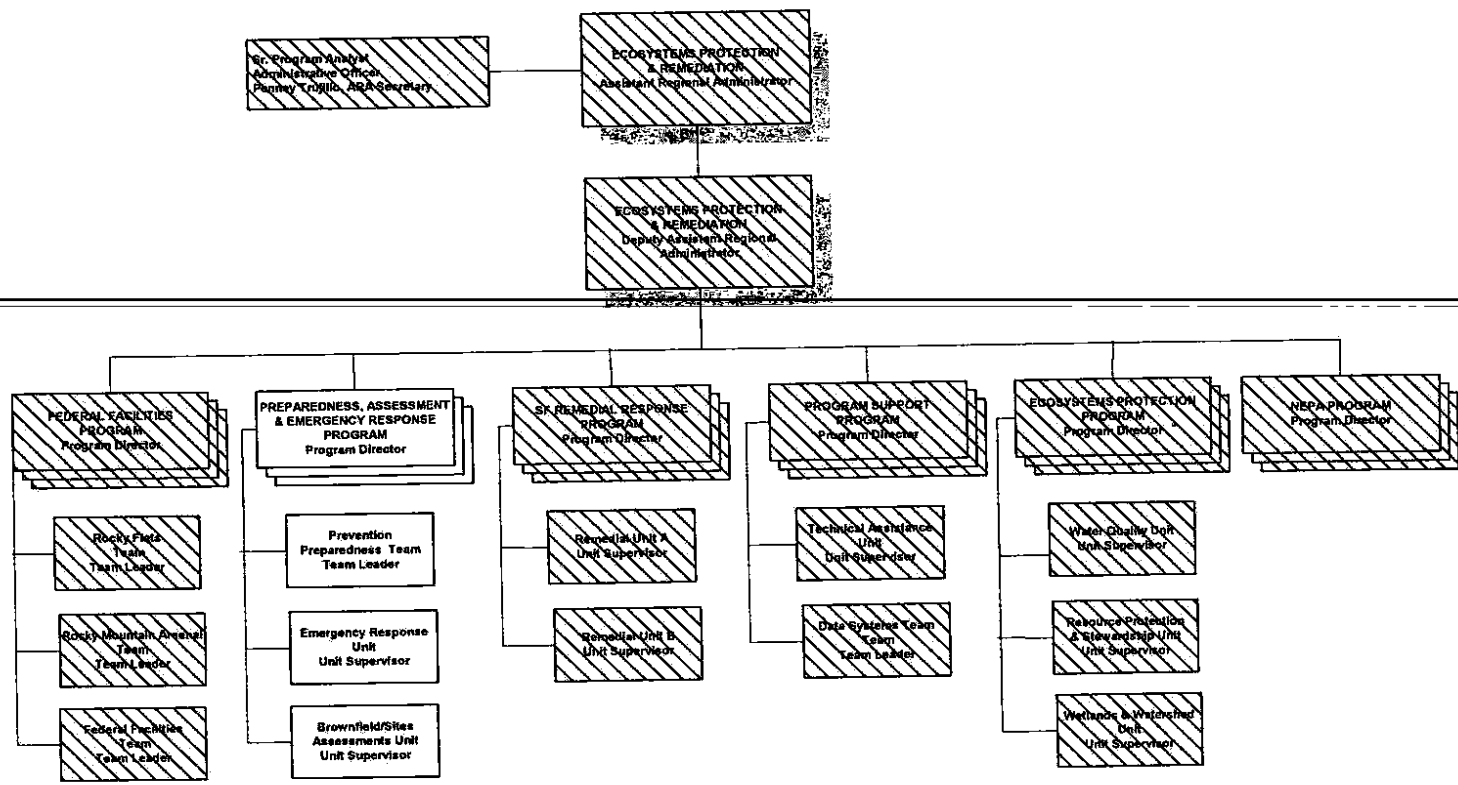 Sr. Program Analyst
Administrative Officer
Penney Trujillo, ARA Secretary
ECOSYSTEMS PROTECTION
& REMEDIATION
Assistant Regional Administrator
ECOSYSTEMS PROTECTION
& REMEDIATION
Deputy Assistant Regional
Administrator
FEDERAL FACILITIES
PROGRAM
Program Director
Rocky Flats
Team
Team Leader
Rocky Mountain Arsenal
Team
Team Leader
Federal Facilities
Team
Team Leader
PREPAREDNESS, ASSESSMENT
& EMERGENCY RESPONSE
PROGRAM
Program Director
Prevention
Preparedness Team
Team Leader
Emergency Response
Unit
Unit Supervisor
Brownfield/Sites
Assessments Unit
Unit Supervisor
SF REMEDIAL RESPONSE
PROGRAM
Program Director
Remedial Unit A
Unit Supervisor
Remedial Unit B
Unit Supervisor
PROGRAM SUPPORT
PROGRAM
Program Director
Technical Assistance
Unit
Unit Supervisor
Data Systems Team
Team
Team Leader
ECOSYSTEMS PROTECTION
PROGRAM
Program Director
Water Quality Unit
Unit Supervisor
Resource Protection
& Stewardship Unit
Unit Supervisor
Wetlands & Watershed
Unit
Unit Supervisor
NEPA PROGRAM
Program Director